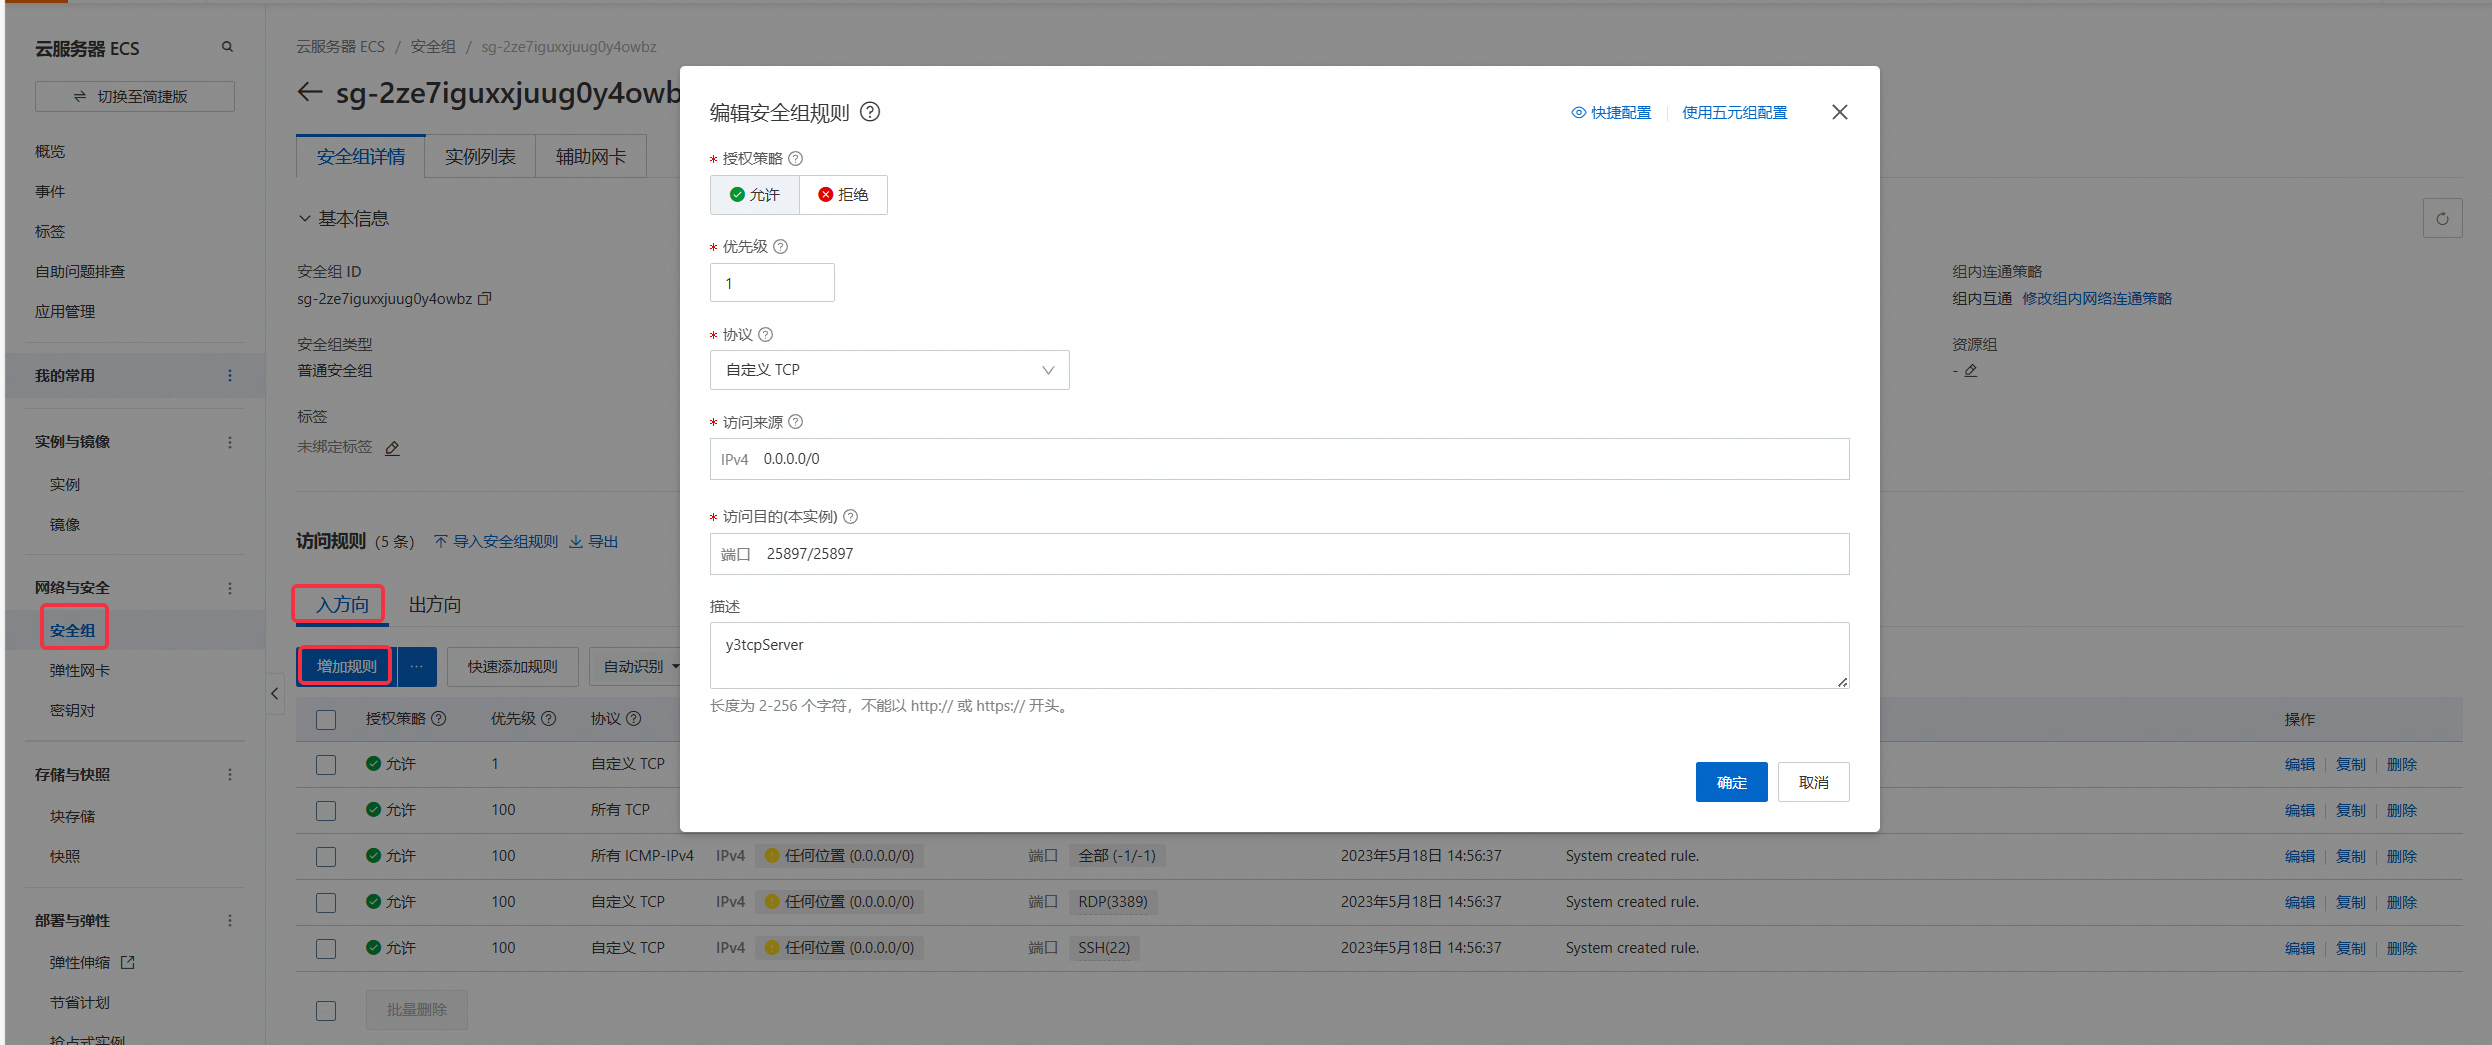 云服务器 ECS
切换至简捷版
概览
事件
标签
自助问题排查
应用管理
我的常用
实例与镜像
实例
镜像
网络与安全
安全组
弹性网卡
密钥对
存储与快照
块存储
快照
部署与弹性
弹性伸缩
节省计划
抢占式实例
云服务器 ECS / 安全组 / sg-2ze7iguxxjuug0y4owbz
sg-2ze7iguxxjuug0y4owb
安全组详情 实例列表 辅助网卡
基本信息
安全组 ID
sg-2ze7iguxxjuug0y4owbz
安全组类型
普通安全组
标签
未绑定标签
组内连通策略
组内互通 修改组内网络连通策略
资源组
-
访问规则 (5 条) 导入安全组规则 导出
入方向 出方向
增加规则 ... 快速添加规则 自动识别
授权策略 优先级 协议 操作
允许 1 自定义 TCP 编辑 复制 删除
允许 100 所有 TCP 编辑 复制 删除
允许 100 所有 ICMP-IPv4 IPv4 任何位置 (0.0.0.0/0) 端口 全部 (-1/-1) 2023年5月18日 14:56:37 System created rule. 编辑 复制 删除
允许 100 自定义 TCP IPv4 任何位置 (0.0.0.0/0) 端口 RDP(3389) 2023年5月18日 14:56:37 System created rule. 编辑 复制 删除
允许 100 自定义 TCP IPv4 任何位置 (0.0.0.0/0) 端口 SSH(22) 2023年5月18日 14:56:37 System created rule. 编辑 复制 删除
批量删除
编辑安全组规则 快捷配置 使用五元组配置
* 授权策略
允许 拒绝
* 优先级
1
* 协议
自定义 TCP
* 访问来源
IPv4 0.0.0.0/0
* 访问目的(本实例)
端口 25897/25897
描述
y3tcpServer
长度为 2-256 个字符，不能以 http:// 或 https:// 开头。
确定 取消